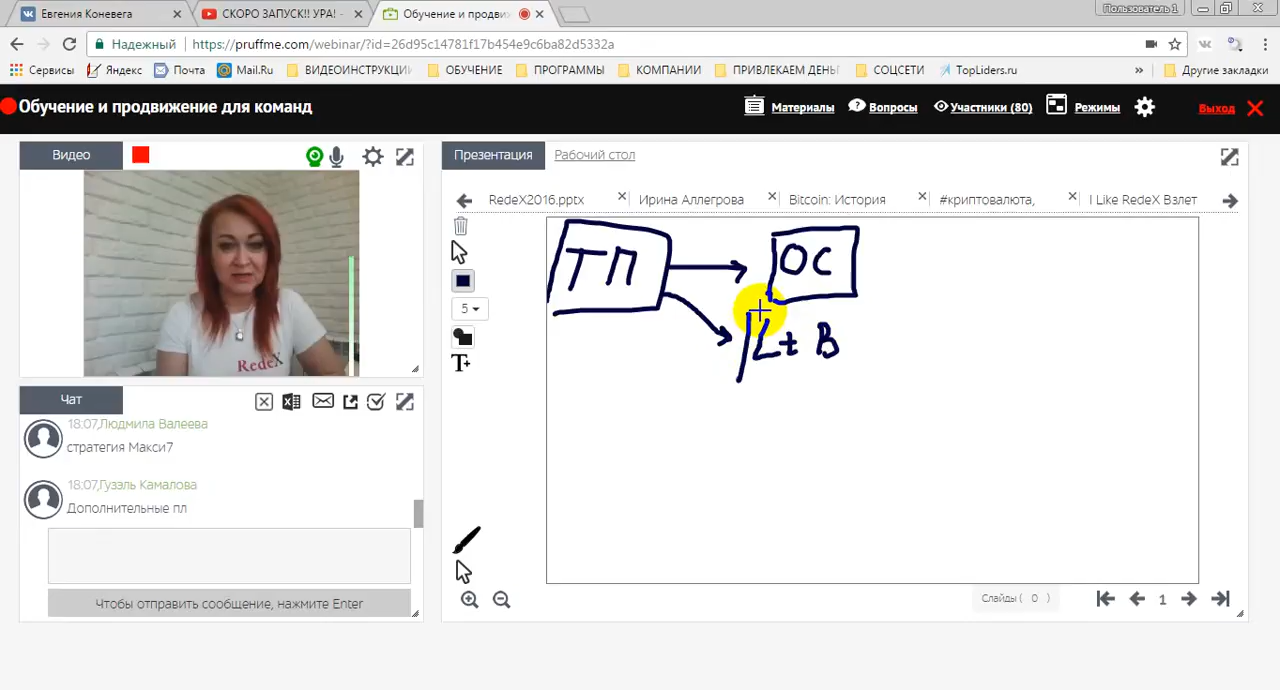 Евгения Коневега
СКОРО ЗАПУСК!! УРА! -
Обучение и продви
Пользователь 1
Надежный
https://pruffme.com/webinar/?id=26d95c14781f17b454e9c6ba82d5332a
Сервисы Яндекс Почта Mail.Ru ВИДЕОИНСТРУКЦИ ОБУЧЕНИЕ ПРОГРАММЫ КОМПАНИИ ПРИВЛЕКАЕМ ДЕНЬГ СОЦСЕТИ TopLiders.ru » Другие закладки
Обучение и продвижение для команд
Материалы Вопросы Участники (80) Режимы Выход
Видео
Презентация Рабочий стол
RedeX2016.pptx Ирина Аллегрова Bitcoin: История #криптовалюта, I Like RedeX Взлет
ТП ОС
L + B
5
T+
RedeX
Чат
18:07,Людмила Валеева
стратегия Макси7
18:07,Гузэль Камалова
Дополнительные пл
Чтобы отправить сообщение, нажмите Enter
Слайды ( 0 )
1